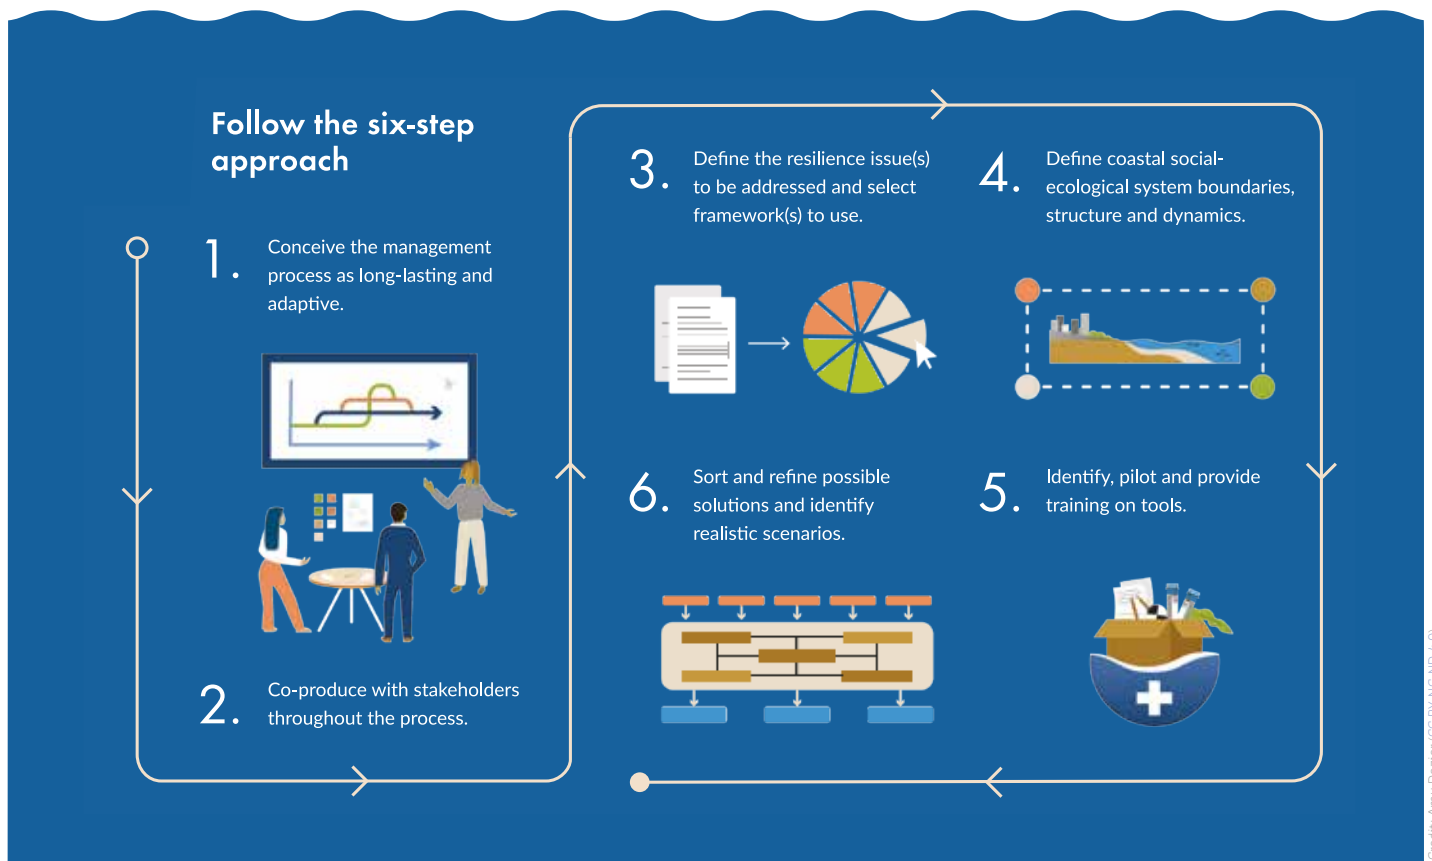 Follow the six-step
approach
1.
Conceive the management
process as long-lasting and
adaptive.
2.
Co-produce with stakeholders
throughout the process.
3.
Define the resilience issue(s)
to be addressed and select
framework(s) to use.
4.
Define coastal social-
ecological system boundaries,
structure and dynamics.
5.
Identify, pilot and provide
training on tools.
6.
Sort and refine possible
solutions and identify
realistic scenarios.